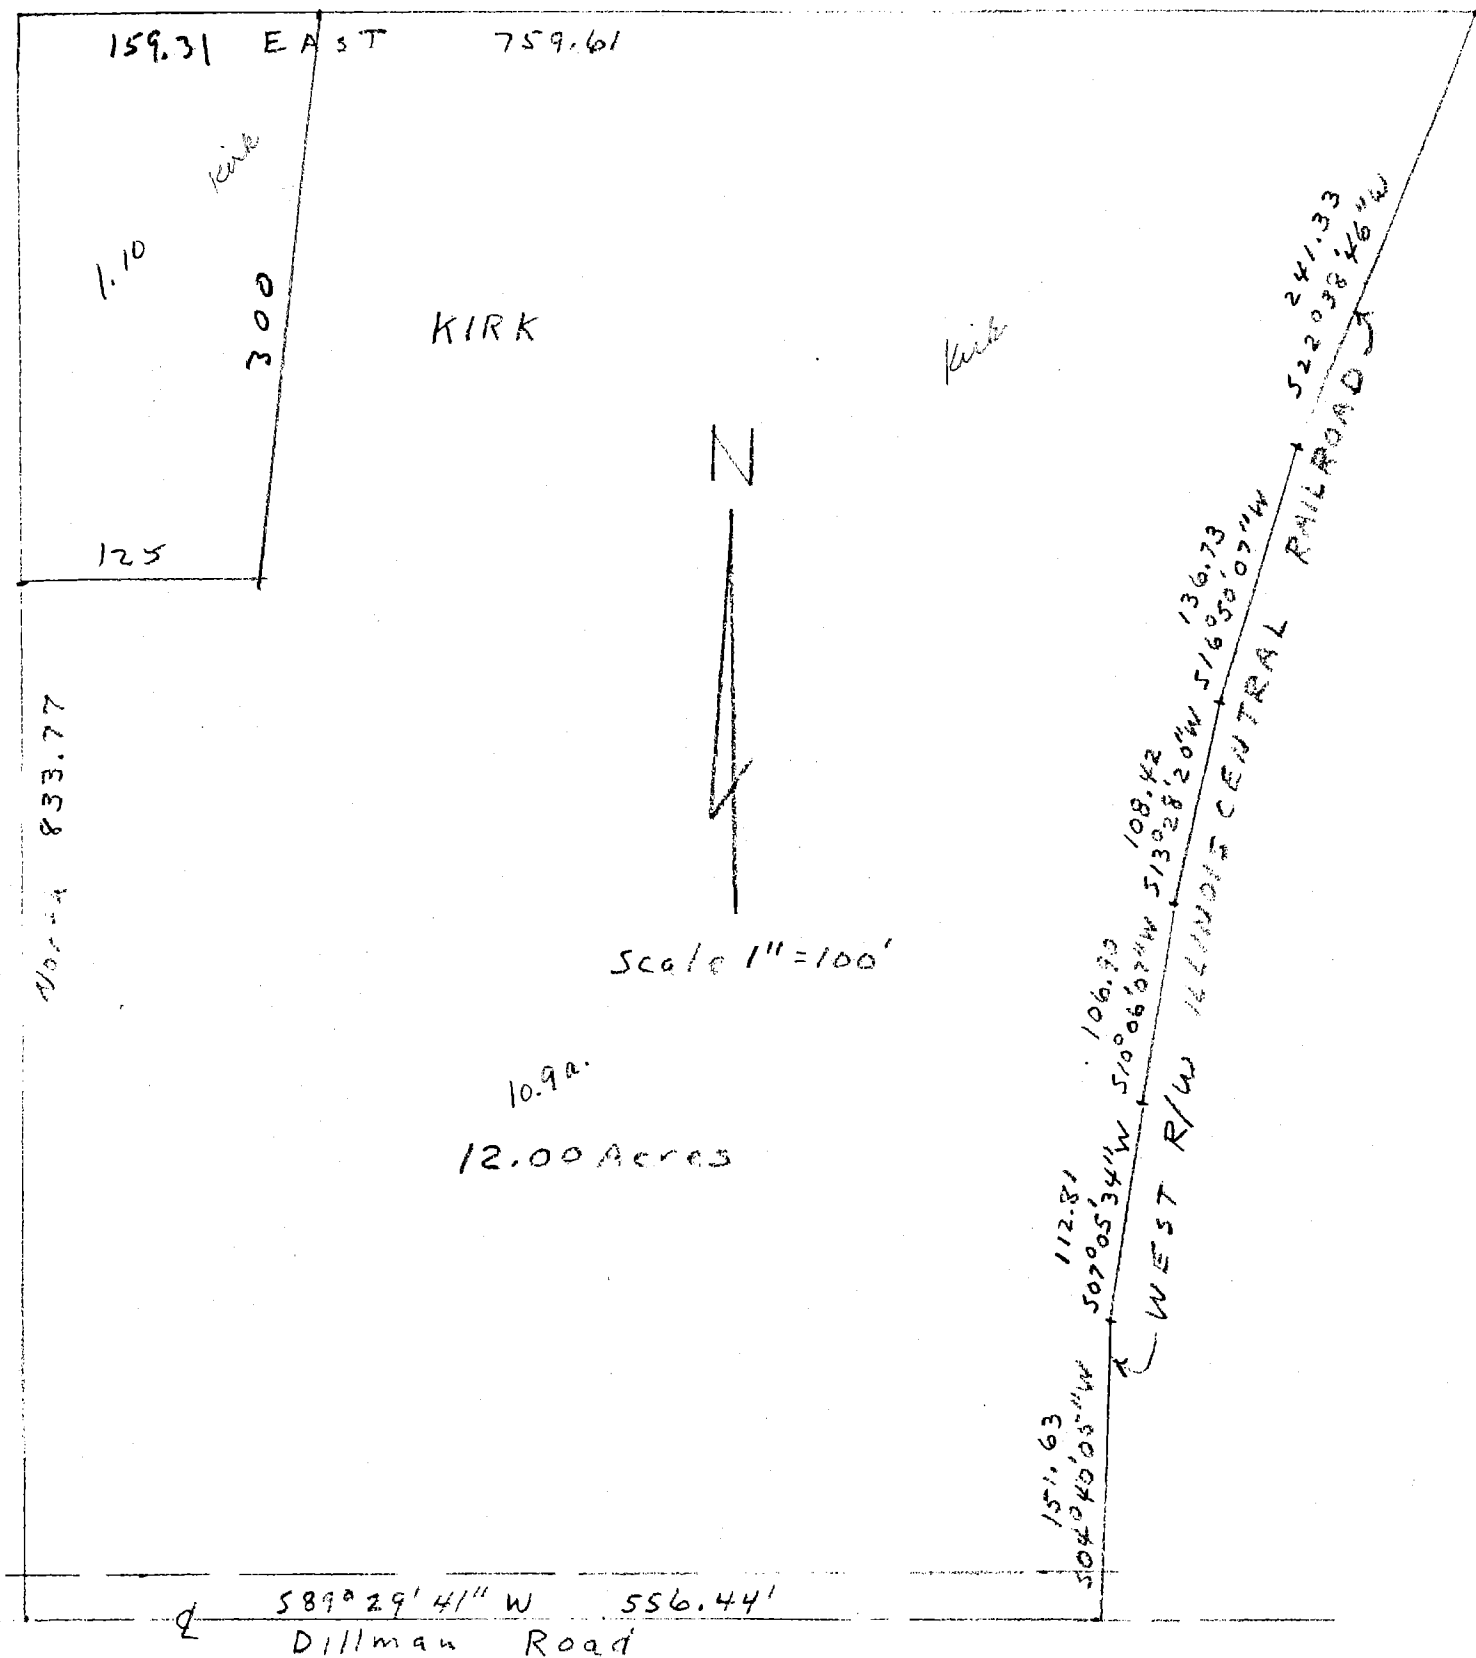 159.31 EAST 759.61
Kirk
1.10
300
KIRK
Kirk
125
N
Scale 1"=100'
North 833.77
10.9 a.
12.00 Acres
241.33
S22°38'46"W
136.73
S16°50'07"W
108.42
S13°28'20"W
106.90
S10°06'07"W
112.81
S07°05'34"W
151.63
S04°40'05"W
WEST R/W ILLINOIS CENTRAL RAILROAD
S89°29'41"W 556.44'
℄ Dillman Road